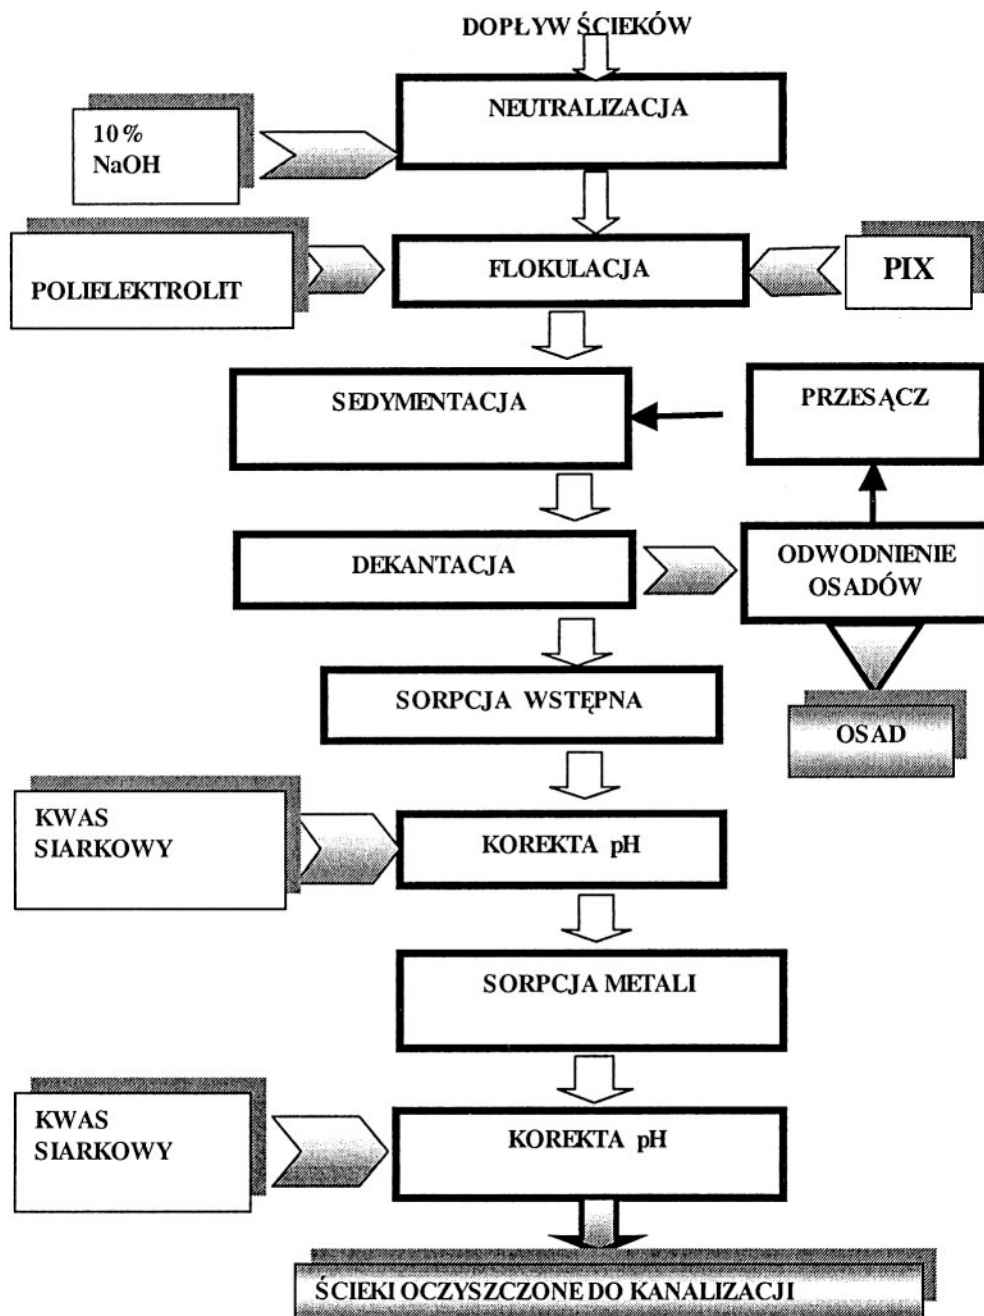 DOPŁYW ŚCIEKÓW
NEUTRALIZACJA
10%
NaOH
POLIELEKTROLIT
FLOKULACJA
PIX
SEDYMENTACJA
PRZESĄCZ
DEKANTACJA
ODWODNIENIE
OSADÓW
SORPCJA WSTĘPNA
OSAD
KWAS
SIARKOWY
KOREKTA pH
SORPCJA METALI
KWAS
SIARKOWY
KOREKTA pH
ŚCIEKI OCZYSZCZONE DO KANALIZACJI